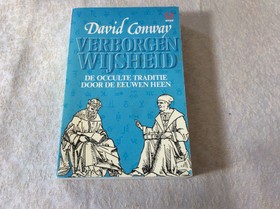 David Conway
VERBORGEN
WIJSHEID
DE OCCULTE TRADITIE
DOOR DE EEUWEN HEEN